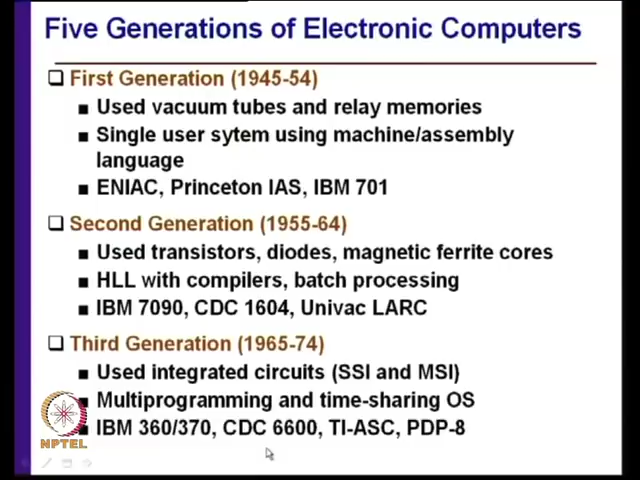 Five Generations of Electronic Computers
First Generation (1945-54)
Used vacuum tubes and relay memories
Single user sytem using machine/assembly
language
ENIAC, Princeton IAS, IBM 701
Second Generation (1955-64)
Used transistors, diodes, magnetic ferrite cores
HLL with compilers, batch processing
IBM 7090, CDC 1604, Univac LARC
Third Generation (1965-74)
Used integrated circuits (SSI and MSI)
Multiprogramming and time-sharing OS
IBM 360/370, CDC 6600, TI-ASC, PDP-8
NPTEL